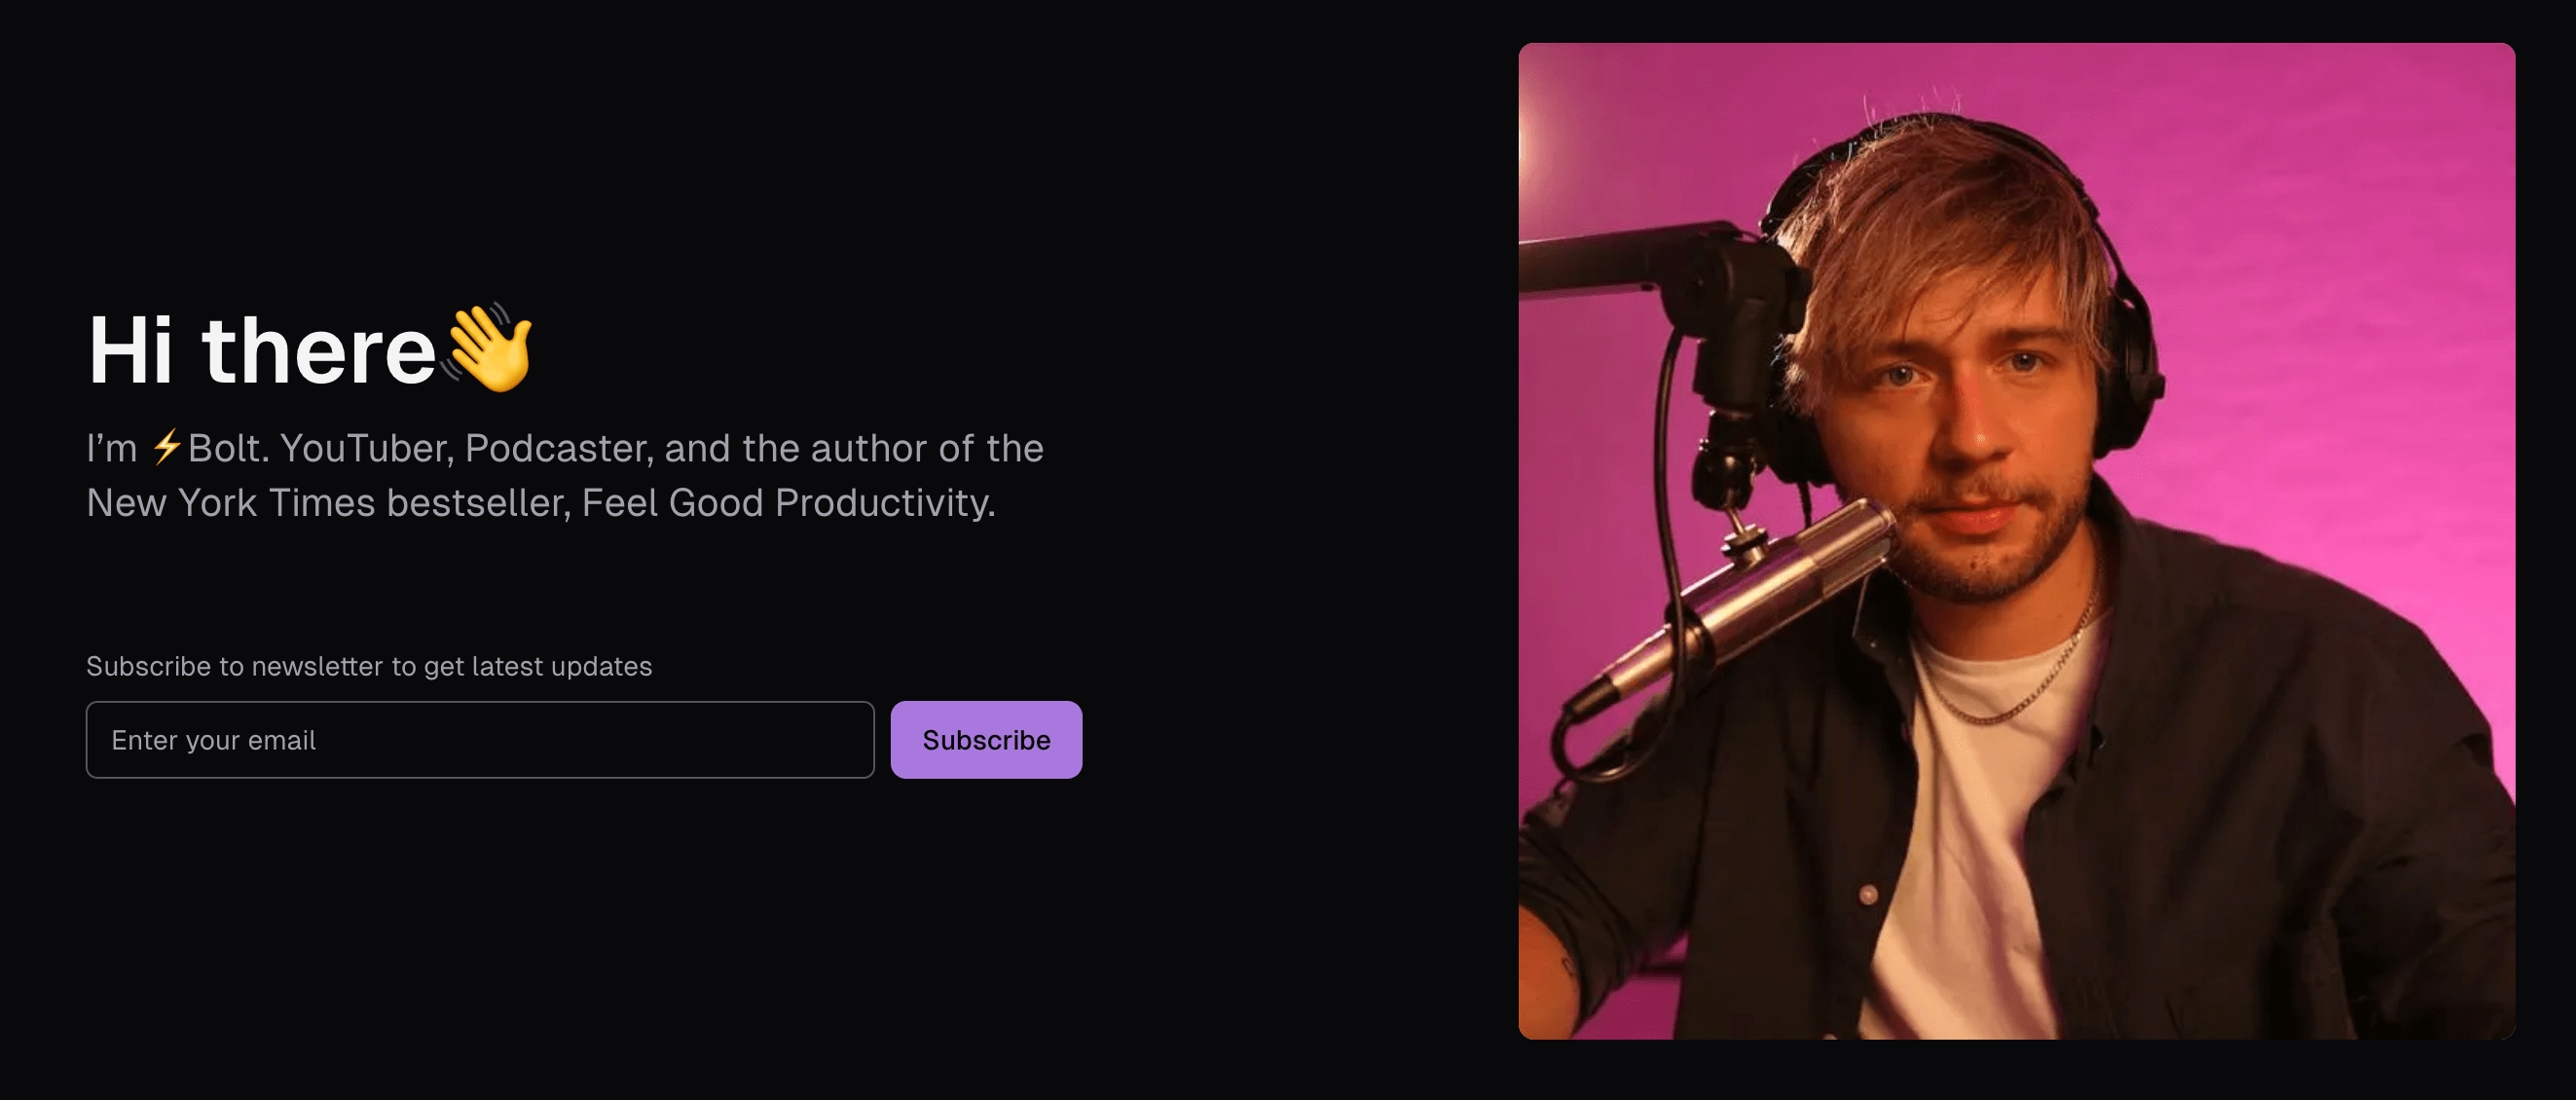 Hi there👋
I’m ⚡Bolt. YouTuber, Podcaster, and the author of the
New York Times bestseller, Feel Good Productivity.
Subscribe to newsletter to get latest updates
Enter your email
Subscribe